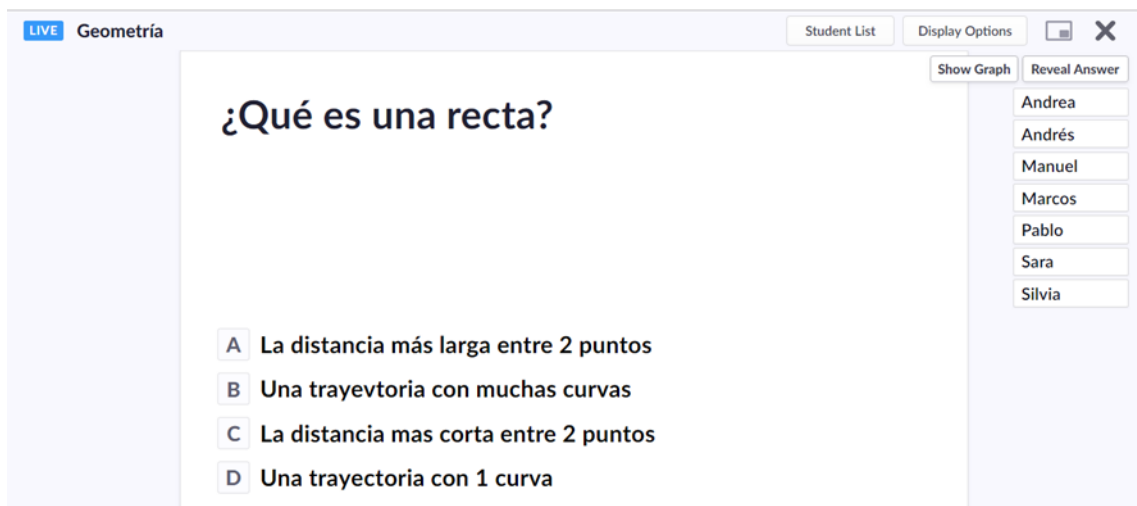 LIVE Geometría Student List Display Options
Show Graph Reveal Answer
¿Qué es una recta?
Andrea
Andrés
Manuel
Marcos
Pablo
Sara
Silvia
A La distancia más larga entre 2 puntos
B Una trayevtoria con muchas curvas
C La distancia mas corta entre 2 puntos
D Una trayectoria con 1 curva